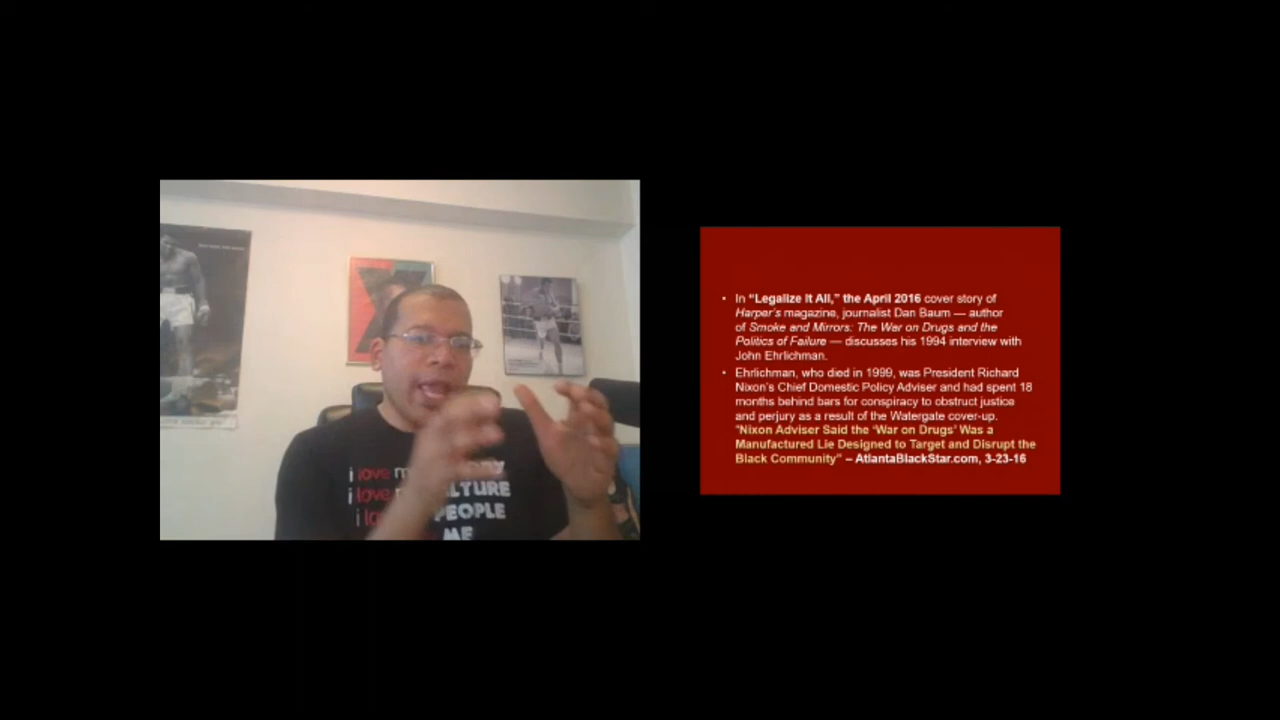 i love m
LTURE
i love
PEOPLE
i lo
ME
• In “Legalize It All,” the April 2016 cover story of
Harper's magazine, journalist Dan Baum — author
of Smoke and Mirrors: The War on Drugs and the
Politics of Failure — discusses his 1994 interview with
John Ehrlichman.
• Ehrlichman, who died in 1999, was President Richard
Nixon's Chief Domestic Policy Adviser and had spent 18
months behind bars for conspiracy to obstruct justice
and perjury as a result of the Watergate cover-up.
“Nixon Adviser Said the ‘War on Drugs’ Was a
Manufactured Lie Designed to Target and Disrupt the
Black Community” – AtlantaBlackStar.com, 3-23-16